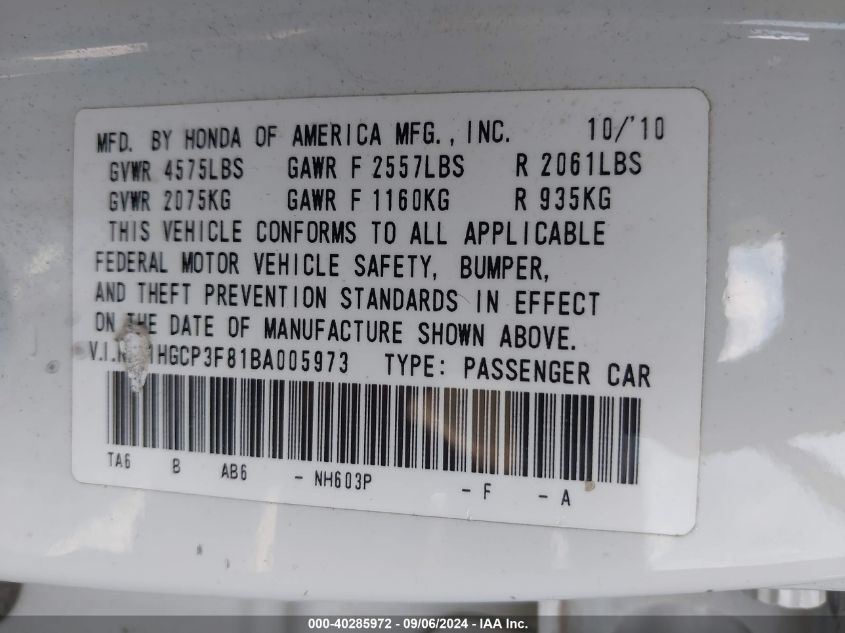 MFD. BY HONDA OF AMERICA MFG., INC. 10/'10
GVWR 4575LBS GAWR F 2557LBS R 2061LBS
GVWR 2075KG GAWR F 1160KG R 935KG
THIS VEHICLE CONFORMS TO ALL APPLICABLE
FEDERAL MOTOR VEHICLE SAFETY, BUMPER,
AND THEFT PREVENTION STANDARDS IN EFFECT
ON THE DATE OF MANUFACTURE SHOWN ABOVE.
1HGCP3F81BA005973 TYPE: PASSENGER CAR
TA6 B AB6 - NH603P - F - A
000-40285972 - 09/06/2024 - IAA Inc.